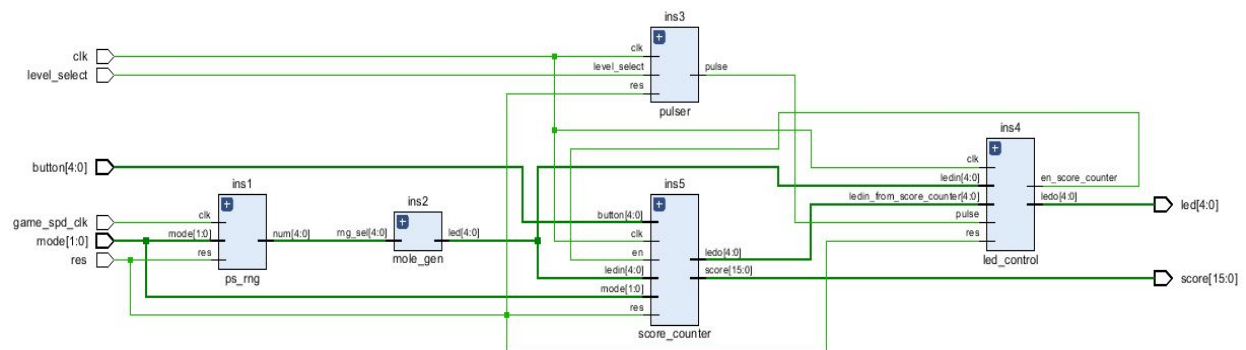 ins3
clk
level_select
res
pulse
pulser
clk
level_select
button[4:0]
game_spd_clk
mode[1:0]
res
ins1
clk
mode[1:0]
res
num[4:0]
ps_rng
ins2
rng_sel[4:0]
led[4:0]
mole_gen
ins5
button[4:0]
clk
en
ledin[4:0]
mode[1:0]
res
ledo[4:0]
score[15:0]
score_counter
ins4
clk
ledin[4:0]
ledin_from_score_counter[4:0]
pulse
res
en_score_counter
ledo[4:0]
led_control
led[4:0]
score[15:0]